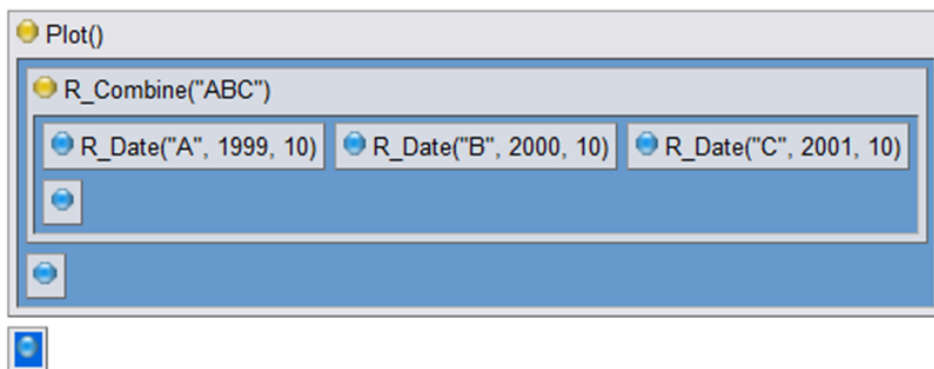 Plot()
R_Combine("ABC")
R_Date("A", 1999, 10) R_Date("B", 2000, 10) R_Date("C", 2001, 10)